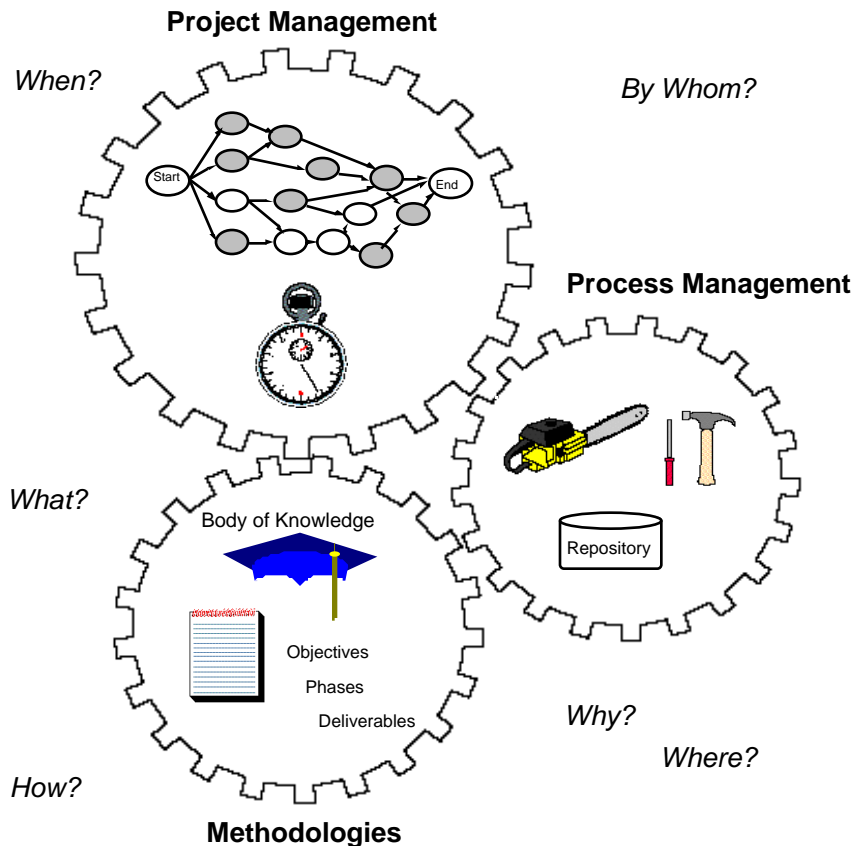 Project Management
When?
By Whom?
Start
End
Process Management
What?
Body of Knowledge
Repository
Objectives
Phases
Deliverables
Why?
Where?
How?
Methodologies